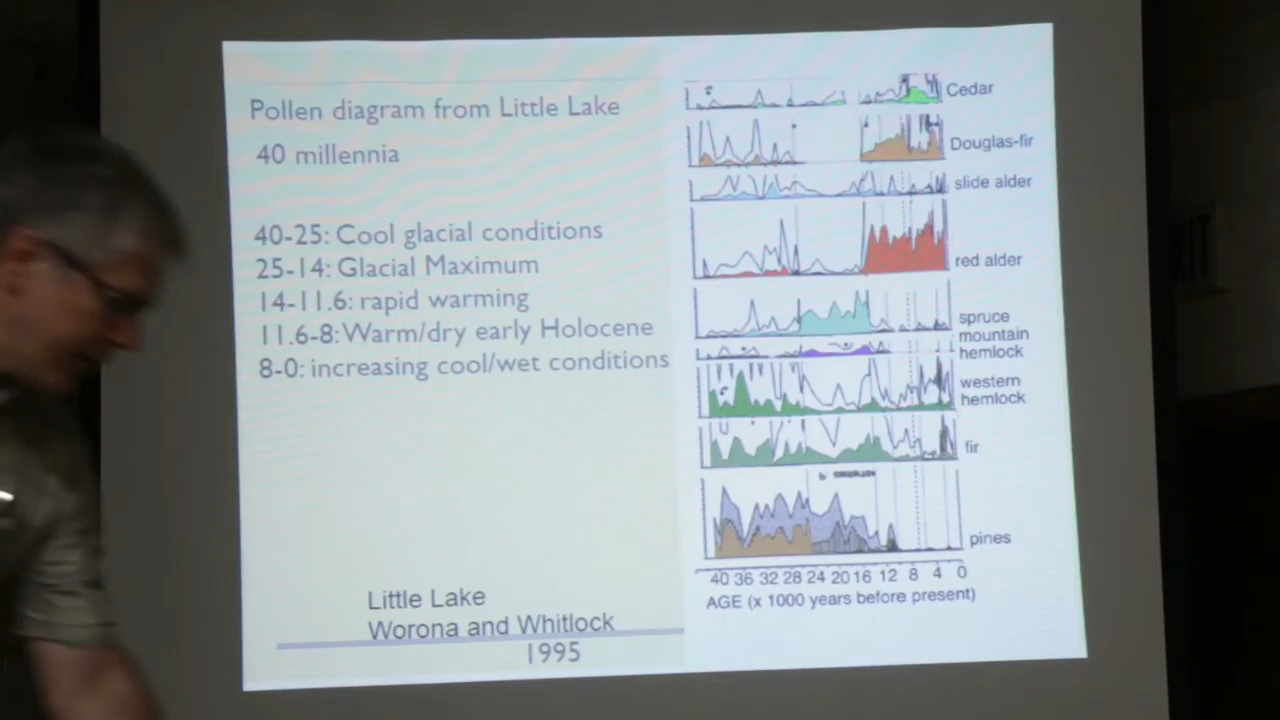 Pollen diagram from Little Lake
40 millennia
40-25: Cool glacial conditions
25-14: Glacial Maximum
14-11.6: rapid warming
11.6-8: Warm/dry early Holocene
8-0: increasing cool/wet conditions
Little Lake
Worona and Whitlock
1995
Cedar
Douglas-fir
slide alder
red alder
spruce
mountain
hemlock
western
hemlock
fir
pines
40 36 32 28 24 20 16 12 8 4 0
AGE (x 1000 years before present)